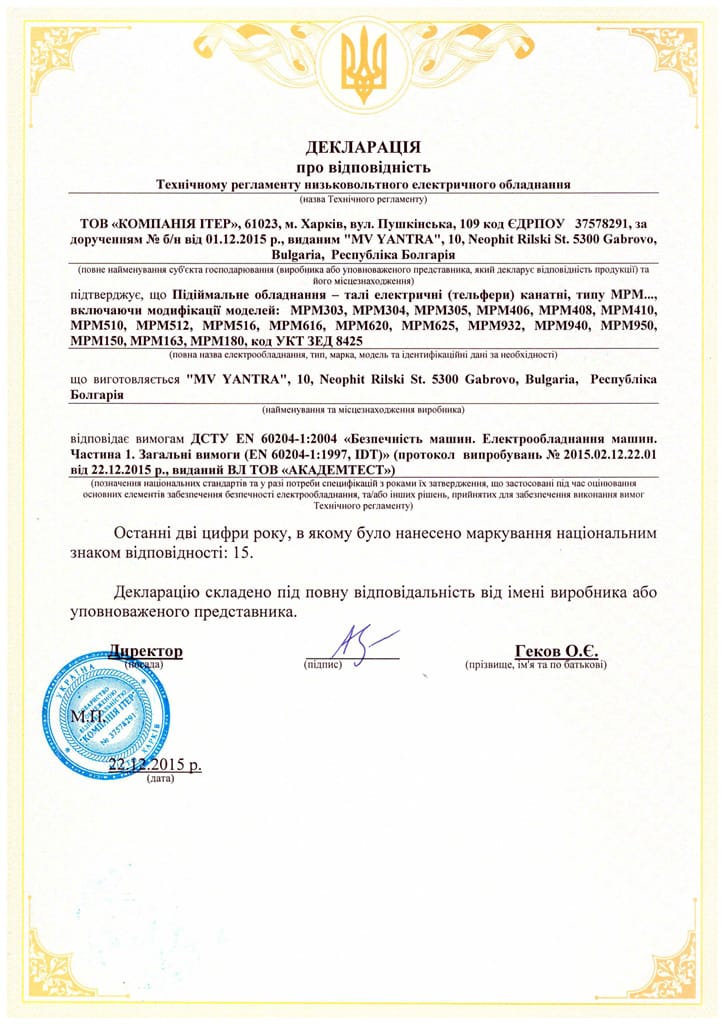 ДЕКЛАРАЦІЯ
про відповідність
Технічному регламенту низьковольтного електричного обладнання
(назва Технічного регламенту)
ТОВ «КОМПАНІЯ ІТЕР», 61023, м. Харків, вул. Пушкінська, 109 код ЄДРПОУ 37578291, за
дорученням № б/н від 01.12.2015 р., виданим "MV YANTRA", 10, Neophit Rilski St. 5300 Gabrovo,
Bulgaria, Республіка Болгарія
(повне найменування суб'єкта господарювання (виробника або уповноваженого представника, який декларує відповідність продукції) та
його місцезнаходження)
підтверджує, що Підіймальне обладнання – талі електричні (тельфери) канатні, типу МРМ...,
включаючи модифікації моделей: МРМ303, МРМ304, МРМ305, МРМ406, МРМ408, МРМ410,
МРМ510, МРМ512, МРМ516, МРМ616, МРМ620, МРМ625, МРМ932, МРМ940, МРМ950,
МРМ150, МРМ163, МРМ180, код УКТ ЗЕД 8425
(повна назва електрообладнання, тип, марка, модель та ідентифікаційні дані за необхідності)
що виготовляється "MV YANTRA", 10, Neophit Rilski St. 5300 Gabrovo, Bulgaria, Республіка
Болгарія
(найменування та місцезнаходження виробника)
відповідає вимогам ДСТУ EN 60204-1:2004 «Безпечність машин. Електрообладнання машин.
Частина 1. Загальні вимоги (EN 60204-1:1997, IDT)» (протокол випробувань № 2015.02.12.22.01
від 22.12.2015 р., виданий ВЛ ТОВ «АКАДЕМТЕСТ»)
(позначення національних стандартів та у разі потреби специфікацій з роками їх затвердження, що застосовані під час оцінювання
основних елементів забезпечення безпечності електрообладнання, та/або інших рішень, прийнятих для забезпечення виконання вимог
Технічного регламенту)
Останні дві цифри року, в якому було нанесено маркування національним
знаком відповідності: 15.
Декларацію складено під повну відповідальність від імені виробника або
уповноваженого представника.
Директор Геков О.Є.
(посада) (підпис) (прізвище, ім'я та по батькові)
УКРАЇНА
ТОВАРИСТВО
З ОБМЕЖЕНОЮ
ВІДПОВІДАЛЬНІСТЮ
"КОМПАНІЯ ІТЕР"
№ 37578291
ХАРКІВ
М.П.
22.12.2015 р.
(дата)